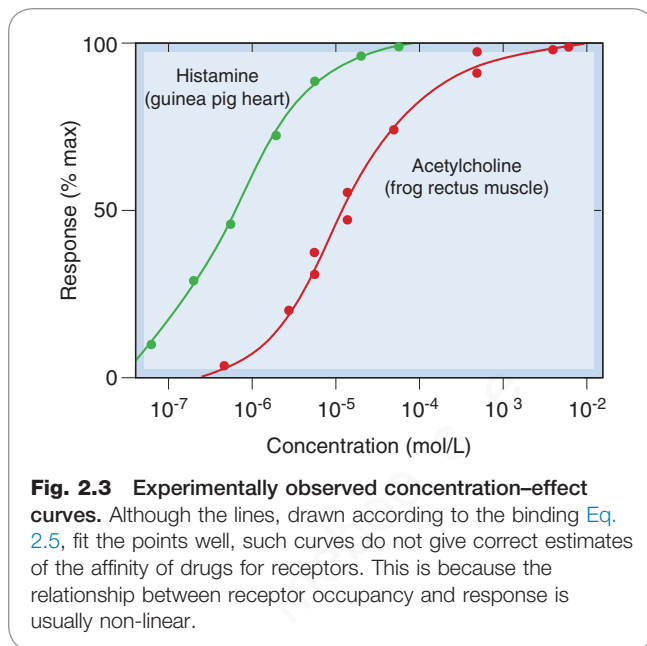 100
Histamine
(guinea pig heart)
Acetylcholine
(frog rectus muscle)
50
0
Response (% max)
10-7
10-6
10-5
10-4
10 3
10-2
Concentration (mol/L)
Fig. 2.3 Experimentally observed concentration–effect
curves. Although the lines, drawn according to the binding Eq.
2.5, fit the points well, such curves do not give correct estimates
of the affinity of drugs for receptors. This is because the
relationship between receptor occupancy and response is
usually non-linear.